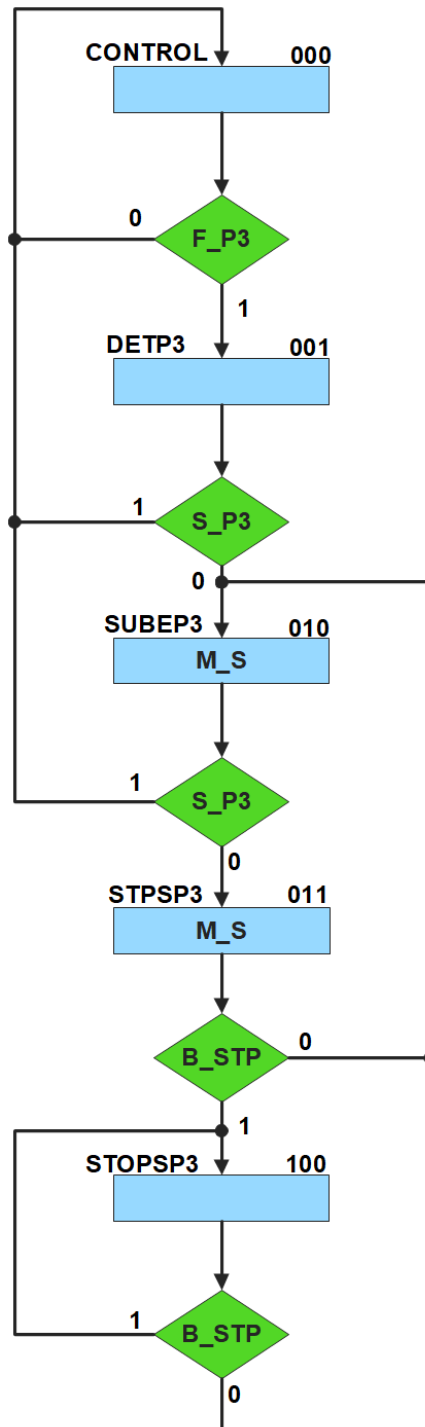 CONTROL 000
0
F_P3
1
DETP3 001
1
S_P3
0
SUBEP3 010
M_S
1
S_P3
0
STPSP3 011
M_S
0
B_STP
1
STOPSP3 100
1
B_STP
0